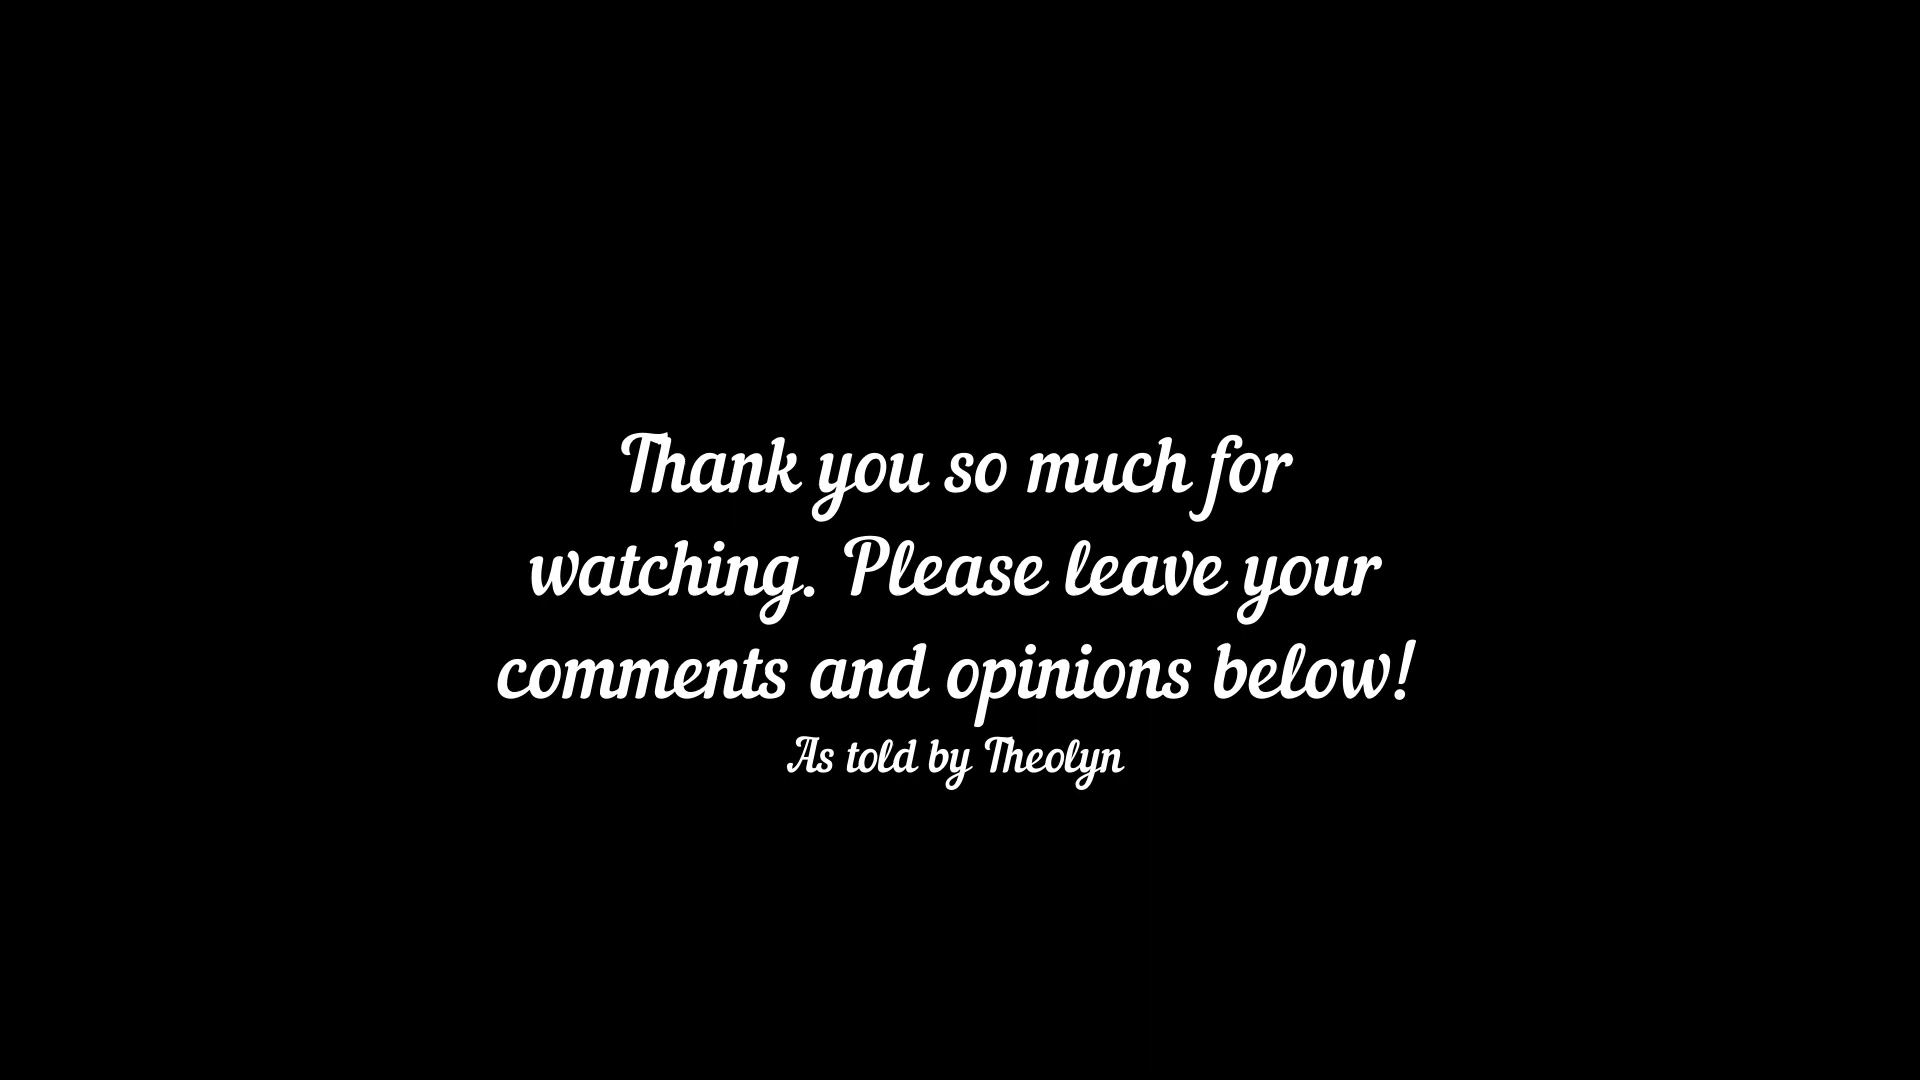 Thank you so much for
watching. Please leave your
comments and opinions below!
As told by Theolyn